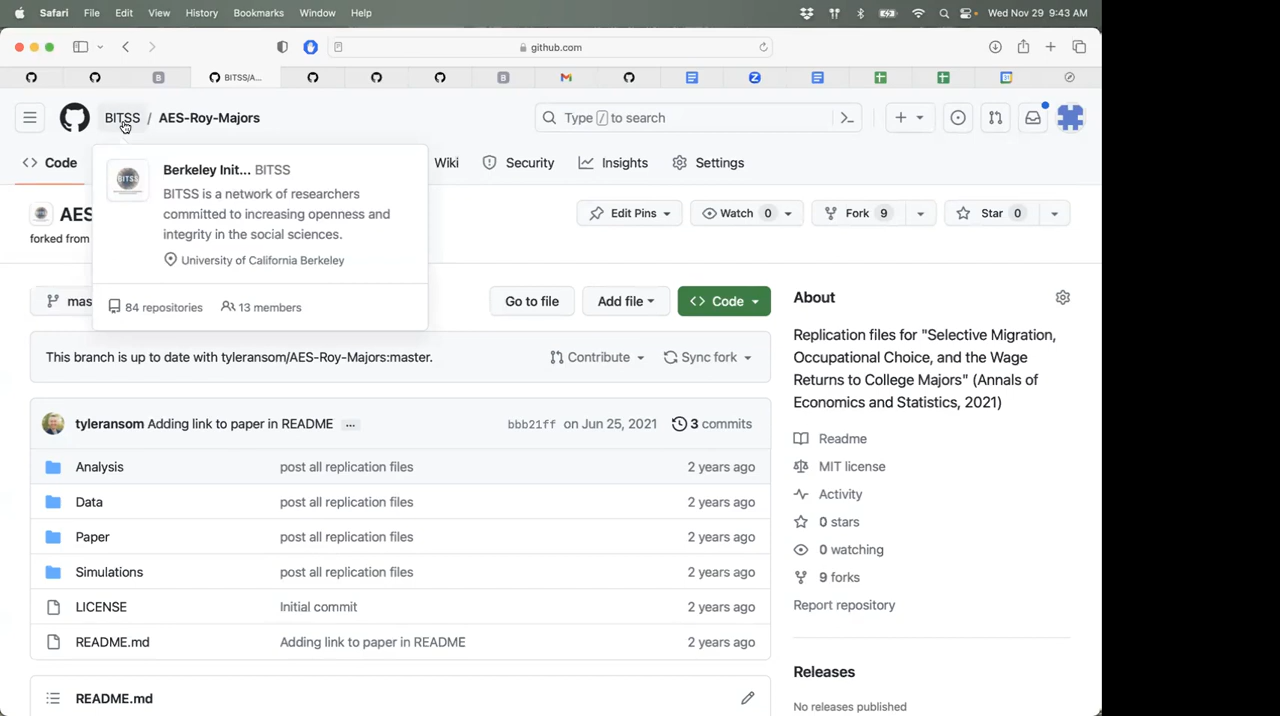 Safari File Edit View History Bookmarks Window Help Wed Nov 29 9:43 AM
github.com
BITSS/A...
BITSS / AES-Roy-Majors
Type / to search
Code Wiki Security Insights Settings
Berkeley Init... BITSS
BITSS is a network of researchers
committed to increasing openness and
integrity in the social sciences.
University of California Berkeley
84 repositories 13 members
AES
forked from
Edit Pins Watch 0 Fork 9 Star 0
mas
Go to file Add file Code
This branch is up to date with tyleransom/AES-Roy-Majors:master.
Contribute Sync fork
tyleransom Adding link to paper in README ... bbb21ff on Jun 25, 2021 3 commits
Analysis post all replication files 2 years ago
Data post all replication files 2 years ago
Paper post all replication files 2 years ago
Simulations post all replication files 2 years ago
LICENSE Initial commit 2 years ago
README.md Adding link to paper in README 2 years ago
README.md
About
Replication files for "Selective Migration,
Occupational Choice, and the Wage
Returns to College Majors" (Annals of
Economics and Statistics, 2021)
Readme
MIT license
Activity
0 stars
0 watching
9 forks
Report repository
Releases
No releases published